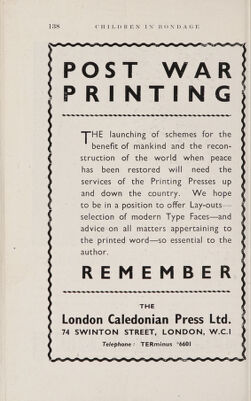 138 CHILDREN IN BONDAGE
POST WAR
PRINTING
THE launching of schemes for the
benefit of mankind and the recon-
struction of the world when peace
has been restored will need the
services of the Printing Presses up
and down the country. We hope
to be in a position to offer Lay-outs—
selection of modern Type Faces—and
advice on all matters appertaining to
the printed word—so essential to the
author.
REMEMBER
THE
London Caledonian Press Ltd.
74 SWINTON STREET, LONDON, W.C.1
Telephone: TERminus 6601